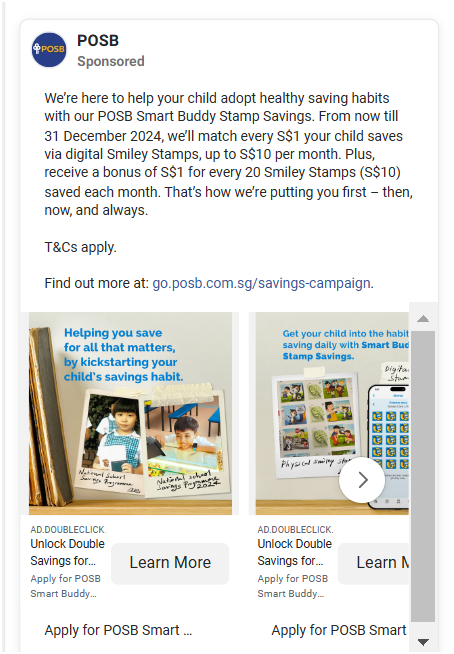 POSB
POSB
Sponsored
We’re here to help your child adopt healthy saving habits
with our POSB Smart Buddy Stamp Savings. From now till
31 December 2024, we’ll match every S$1 your child saves
via digital Smiley Stamps, up to S$10 per month. Plus,
receive a bonus of S$1 for every 20 Smiley Stamps (S$10)
saved each month. That’s how we’re putting you first – then,
now, and always.
T&Cs apply.
Find out more at: go.posb.com.sg/savings-campaign.
Helping you save
for all that matters,
by kickstarting your
child’s savings habit.
National School
Savings Programme
National School
Savings Programme
2024
AD.DOUBLECLICK.
Unlock Double
Savings for...
Apply for POSB
Smart Buddy...
Learn More
Apply for POSB Smart ...
Get your child into the habit
saving daily with Smart Bud
Stamp Savings.
Digita
Stam
Physical Smiley Sta
AD.DOUBLECLICK.
Unlock Double
Savings for...
Apply for POSB
Smart Buddy...
Learn M
Apply for POSB Smart